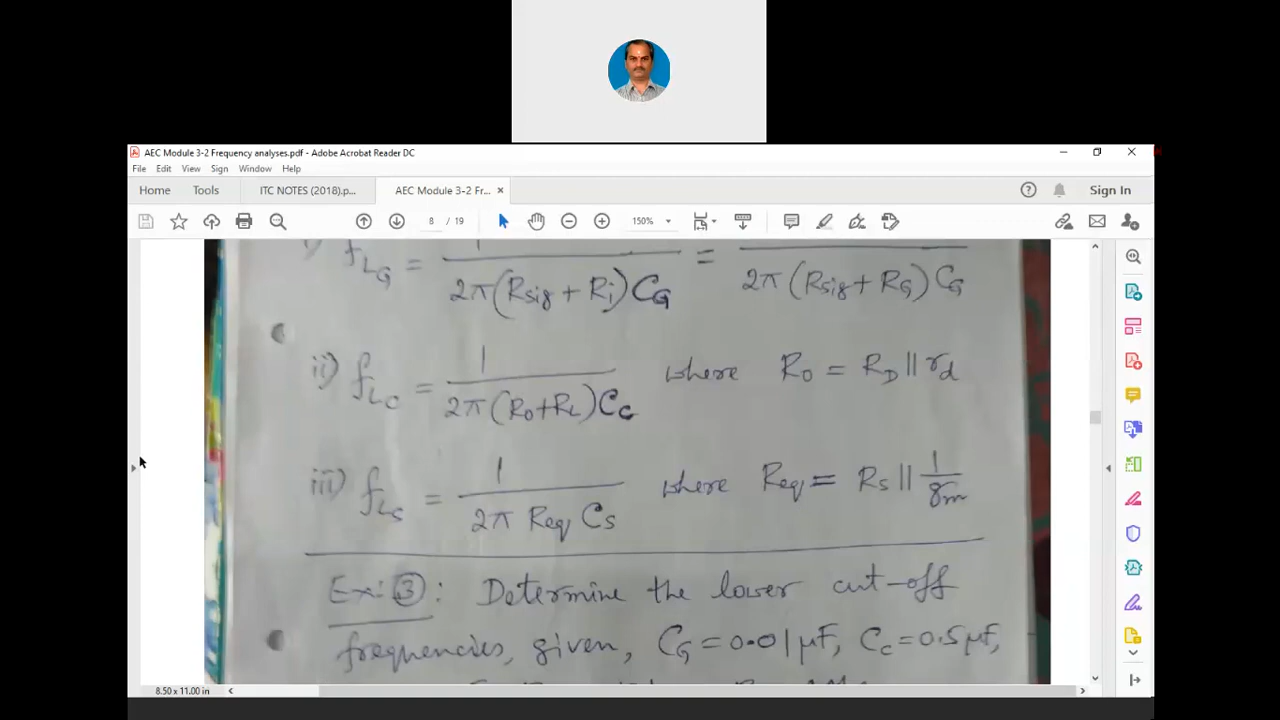 AEC Module 3-2 Frequency analyses.pdf - Adobe Acrobat Reader DC
File Edit View Sign Window Help
Home Tools ITC NOTES (2018).p... AEC Module 3-2 Fr... × Sign In
8 / 19 150%
f_LG = 1 / 2π(Rsig + Ri)CG = / 2π(Rsig + RG)CG
ii) f_LC = 1 / 2π(Ro+RL)CC where Ro = RD || rd
iii) f_LS = 1 / 2π Req CS where Req = RS || 1/gm
Ex: ③ : Determine the lower cut-off
frequencies, given, CG = 0.01 μF, CC = 0.5 μF,
8.50 x 11.00 in